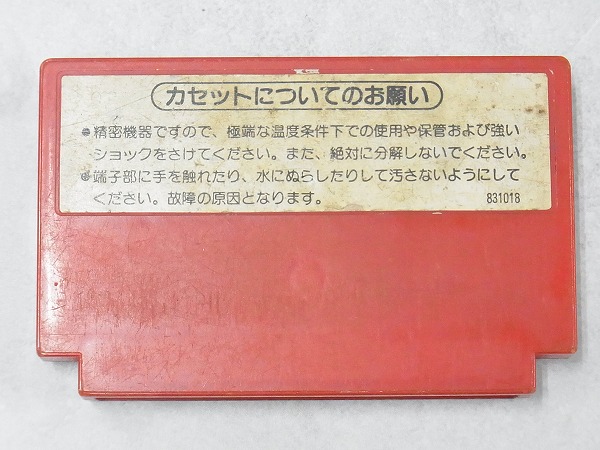 カセットについてのお願い
●精密機器ですので、極端な温度条件下での使用や保管および強い
ショックをさけてください。また、絶対に分解しないでください。
●端子部に手を触れたり、水にぬらしたりして汚さないようにして
ください。故障の原因となります。
831018